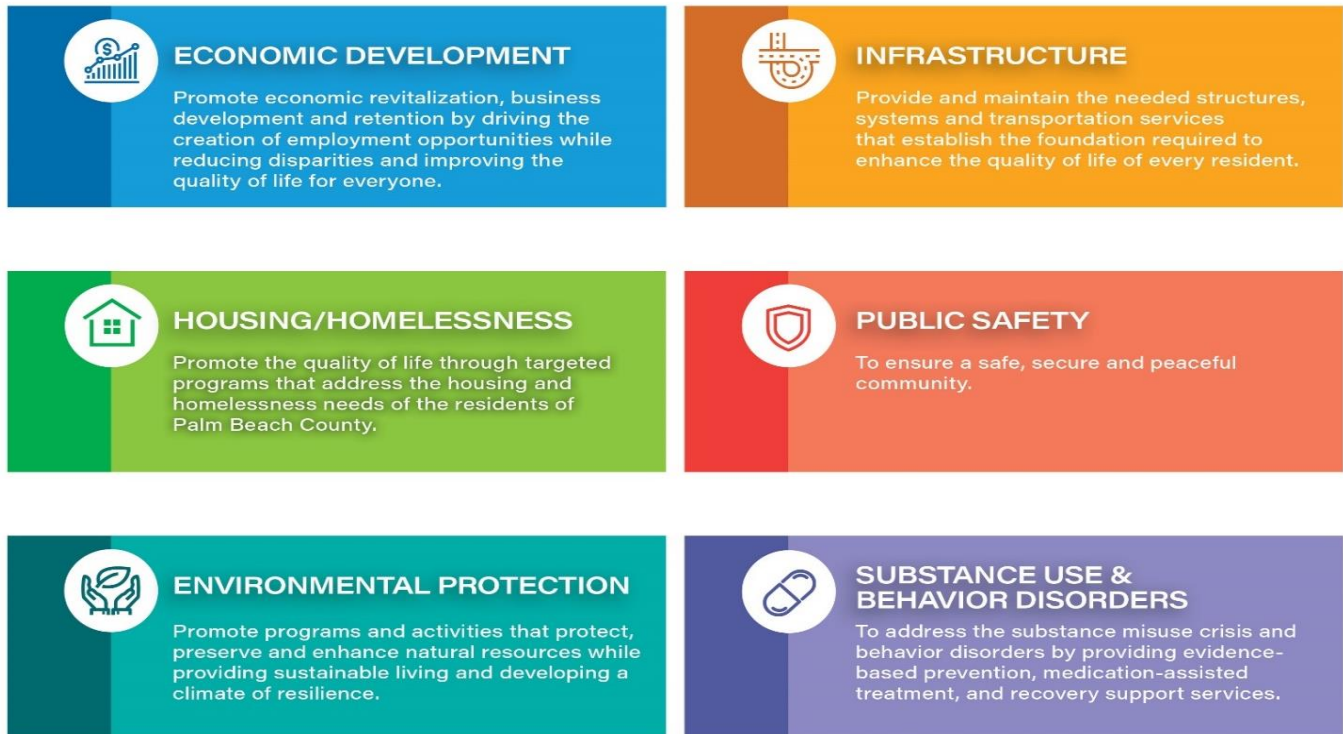 ECONOMIC DEVELOPMENT
Promote economic revitalization, business
development and retention by driving the
creation of employment opportunities while
reducing disparities and improving the
quality of life for everyone.
INFRASTRUCTURE
Provide and maintain the needed structures,
systems and transportation services
that establish the foundation required to
enhance the quality of life of every resident.
HOUSING/HOMELESSNESS
Promote the quality of life through targeted
programs that address the housing and
homelessness needs of the residents of
Palm Beach County.
PUBLIC SAFETY
To ensure a safe, secure and peaceful
community.
ENVIRONMENTAL PROTECTION
Promote programs and activities that protect,
preserve and enhance natural resources while
providing sustainable living and developing a
climate of resilience.
SUBSTANCE USE &
BEHAVIOR DISORDERS
To address the substance misuse crisis and
behavior disorders by providing evidence-
based prevention, medication-assisted
treatment, and recovery support services.